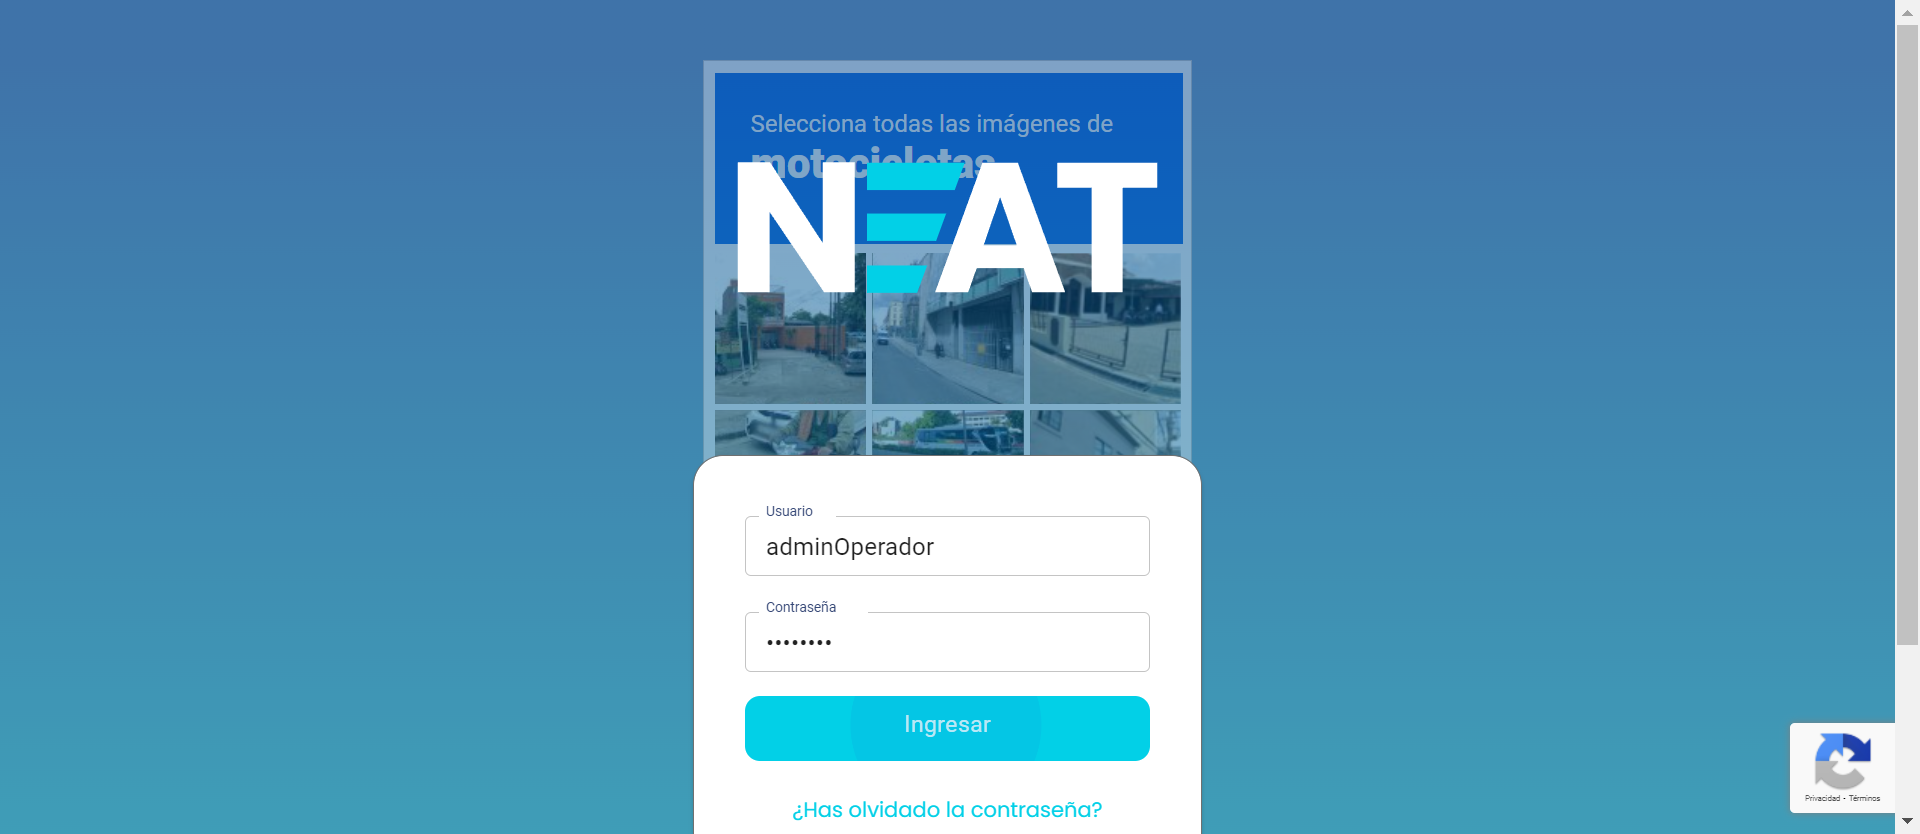 Selecciona todas las imágenes de
motocicletas
NEAT
Usuario
adminOperador
Contraseña
••••••••
Ingresar
¿Has olvidado la contraseña?
Privacidad - Términos